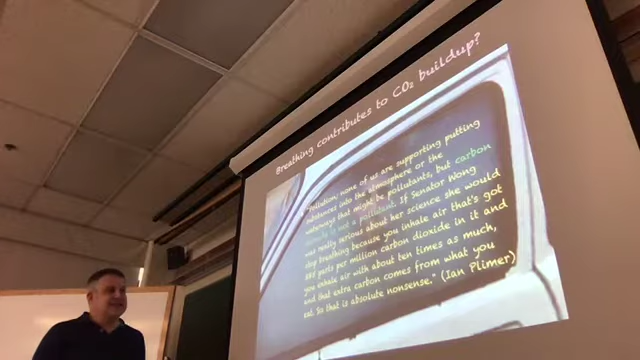 Breathing contributes to CO₂ buildup?
"Pollution, none of us are supporting putting
substances into the atmosphere or the
waterways that might be pollutants, but carbon
dioxide is not a pollutant. If Senator Wong
was really serious about her science she would
stop breathing because you inhale air that's got
385 parts per million carbon dioxide in it and
you exhale air with about ten times as much,
and that extra carbon comes from what you
eat. So that is absolute nonsense." (Ian Plimer)